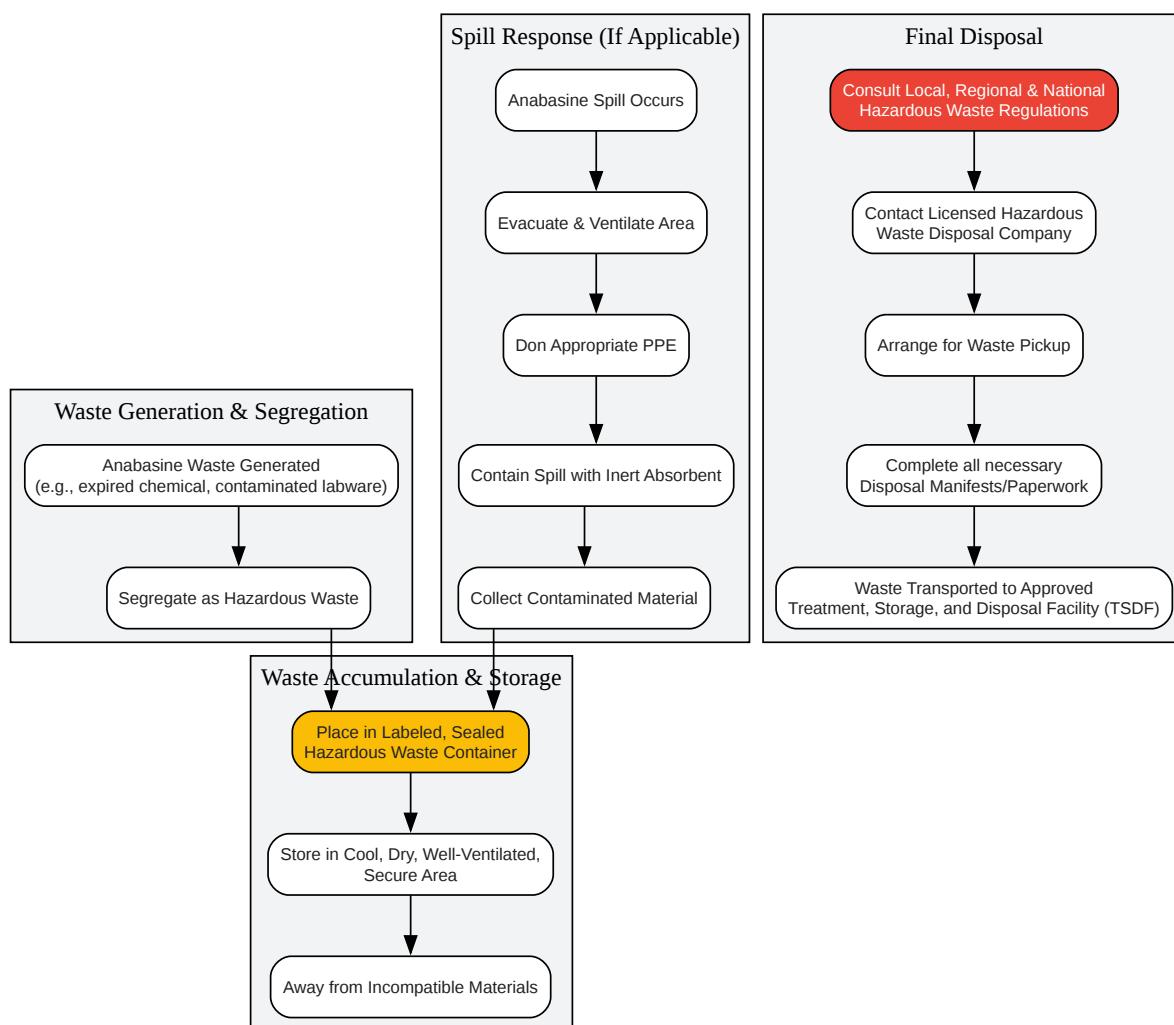 Spill Response (If Applicable)
Anabasine Spill Occurs
Evacuate & Ventilate Area
Don Appropriate PPE
Contain Spill with Inert Absorbent
Collect Contaminated Material
Final Disposal
Consult Local, Regional & National
Hazardous Waste Regulations
Contact Licensed Hazardous
Waste Disposal Company
Arrange for Waste Pickup
Complete all necessary
Disposal Manifests/Paperwork
Waste Transported to Approved
Treatment, Storage, and Disposal Facility (TSDF)
Waste Generation & Segregation
Anabasine Waste Generated
(e.g., expired chemical, contaminated labware)
Segregate as Hazardous Waste
Waste Accumulation & Storage
Place in Labeled, Sealed
Hazardous Waste Container
Store in Cool, Dry, Well-Ventilated,
Secure Area
Away from Incompatible Materials